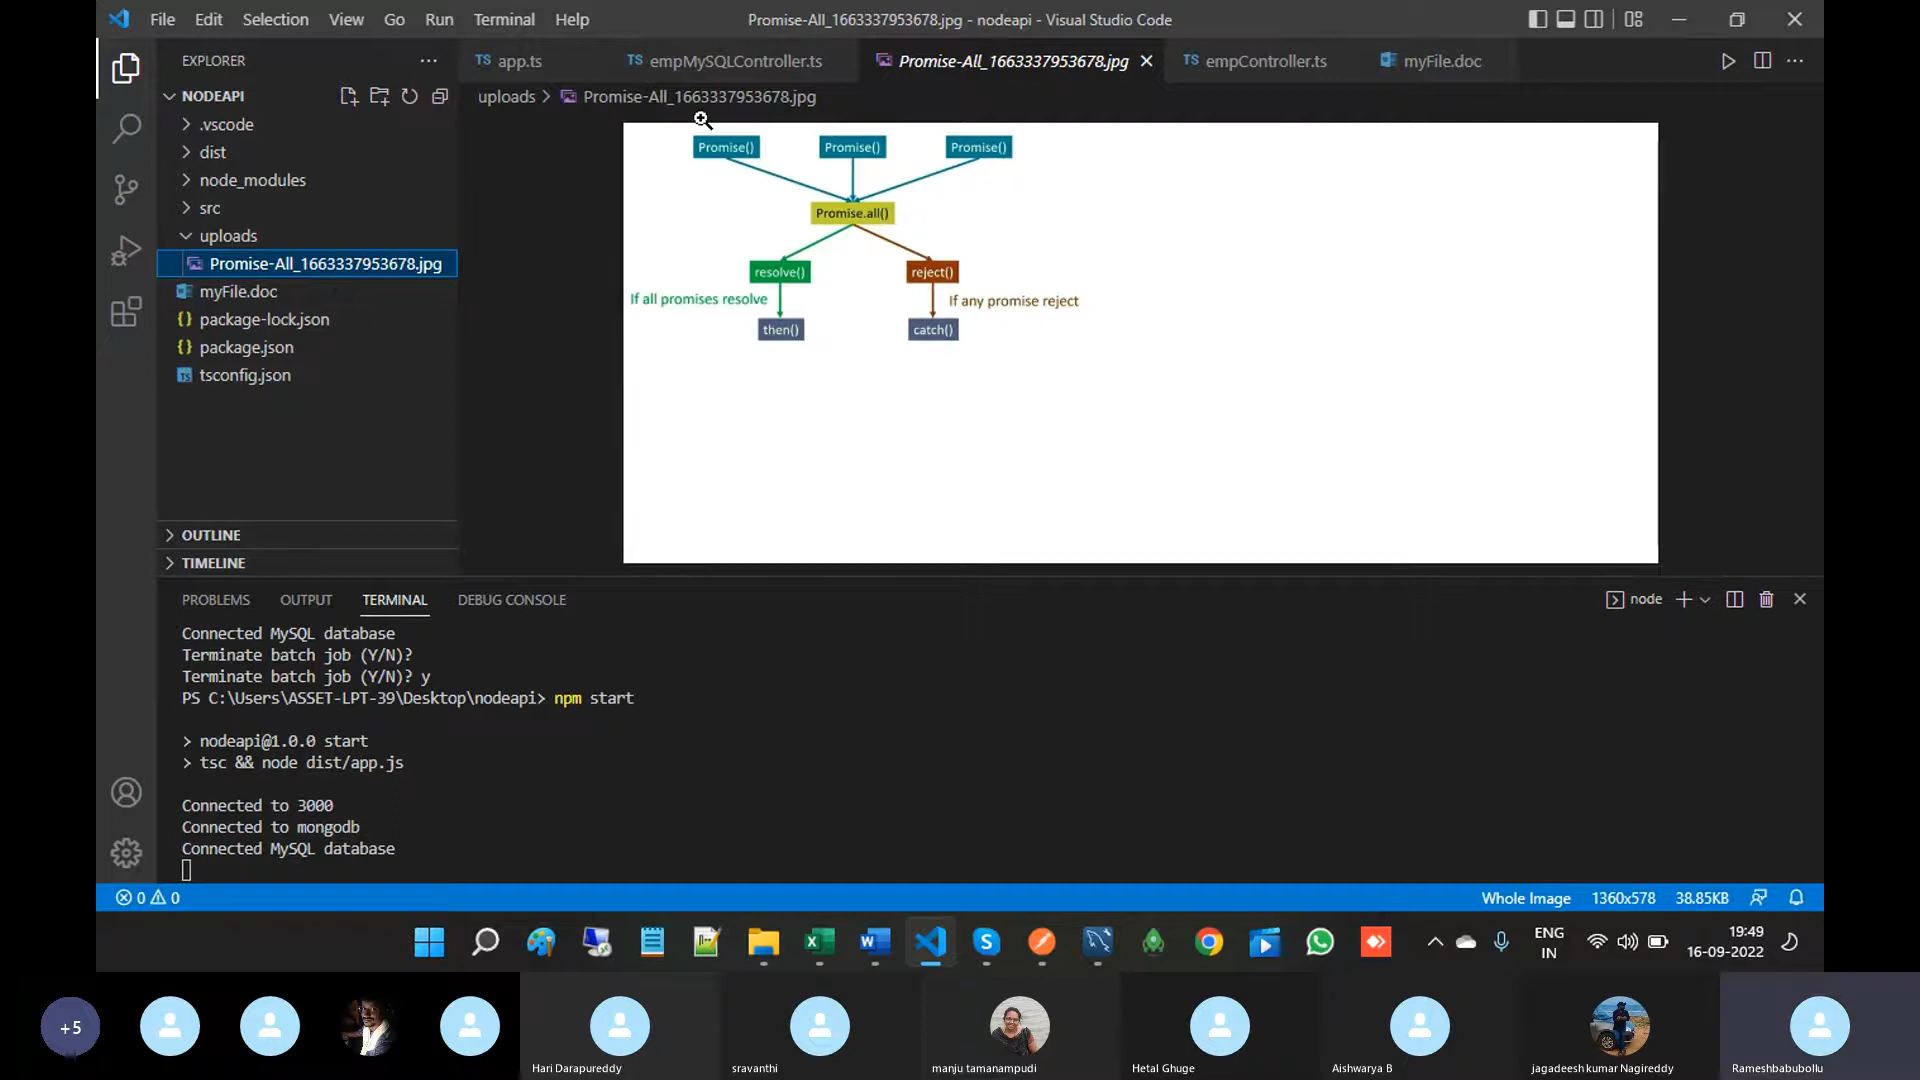 File Edit Selection View Go Run Terminal Help
Promise-All_1663337953678.jpg - nodeapi - Visual Studio Code
EXPLORER
NODEAPI
.vscode
dist
node_modules
src
uploads
Promise-All_1663337953678.jpg
myFile.doc
{} package-lock.json
{} package.json
TS tsconfig.json
OUTLINE
TIMELINE
TS app.ts
TS empMySQLController.ts
Promise-All_1663337953678.jpg
TS empController.ts
myFile.doc
uploads > Promise-All_1663337953678.jpg
Promise() Promise() Promise()
Promise.all()
resolve() reject()
If all promises resolve If any promise reject
then() catch()
PROBLEMS OUTPUT TERMINAL DEBUG CONSOLE
node
Connected MySQL database
Terminate batch job (Y/N)?
Terminate batch job (Y/N)? y
PS C:\Users\ASSET-LPT-39\Desktop\nodeapi> npm start
> nodeapi@1.0.0 start
> tsc && node dist/app.js
Connected to 3000
Connected to mongodb
Connected MySQL database
0 0
Whole Image 1360x578 38.85KB
ENG
IN
19:49
16-09-2022
+5
Hari Darapureddy
sravanthi
manju tamanampudi
Hetal Ghuge
Aishwarya B
jagadeesh kumar Nagireddy
Rameshbabubollu